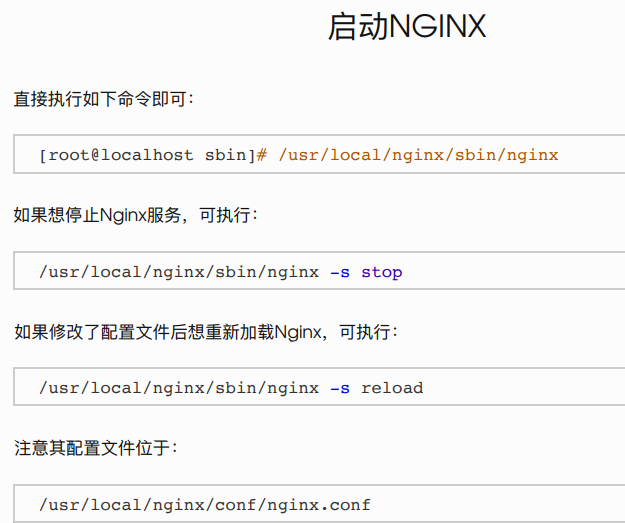 启动NGINX
直接执行如下命令即可：
[root@localhost sbin]# /usr/local/nginx/sbin/nginx
如果想停止Nginx服务，可执行：
/usr/local/nginx/sbin/nginx -s stop
如果修改了配置文件后想重新加载Nginx，可执行：
/usr/local/nginx/sbin/nginx -s reload
注意其配置文件位于：
/usr/local/nginx/conf/nginx.conf